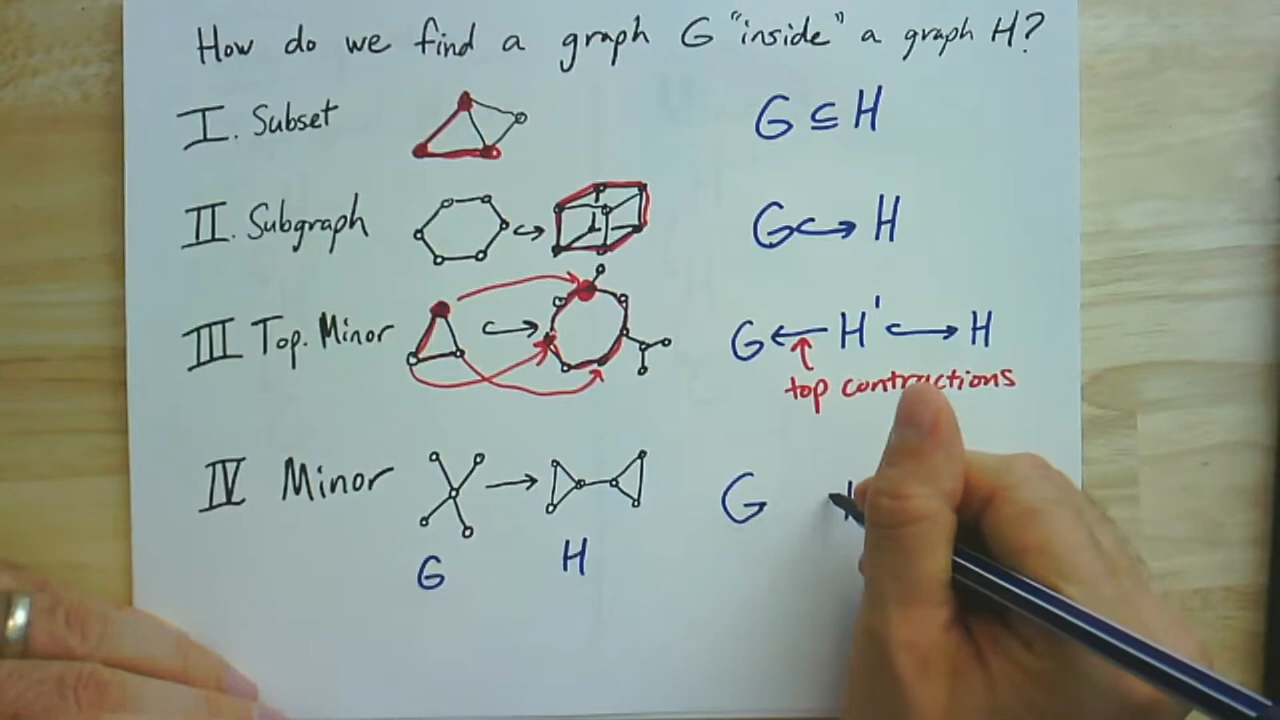 How do we find a graph G "inside" a graph H?
I. Subset G ⊆ H
II. Subgraph G ↪ H
III Top. Minor G ← H' ↪ H
top contractions
IV Minor G
G H